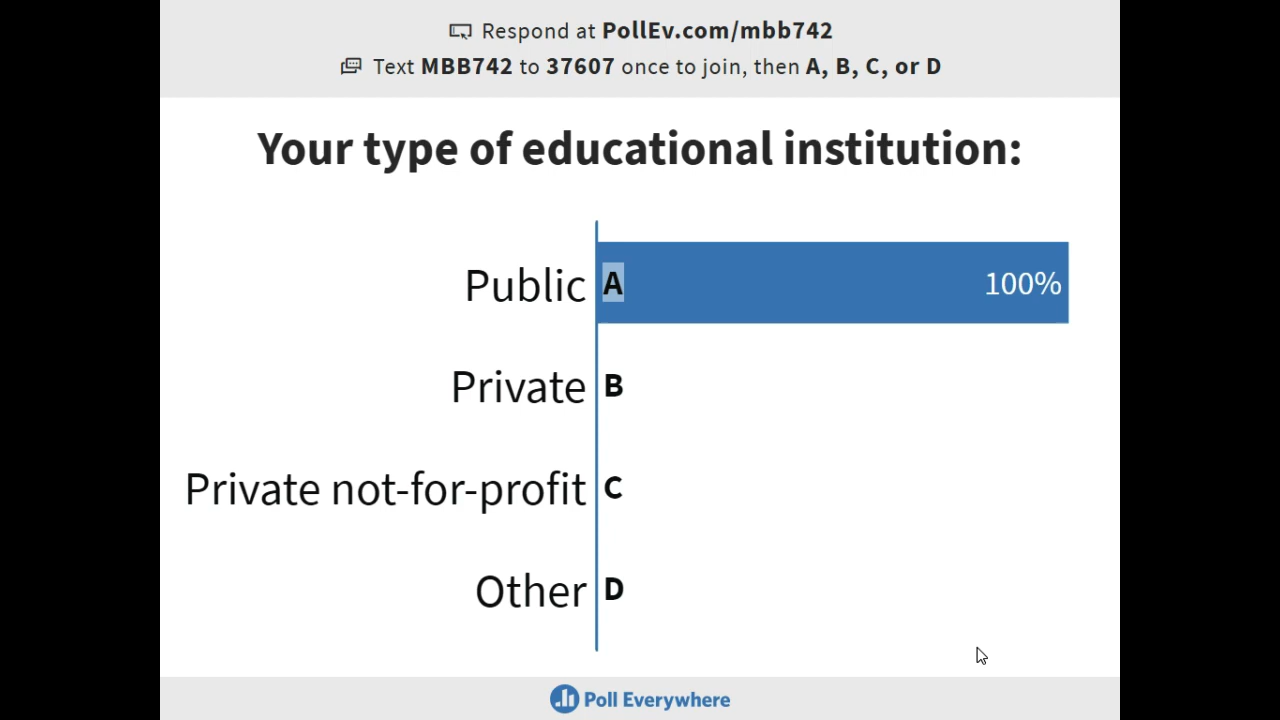 Respond at PollEv.com/mbb742
Text MBB742 to 37607 once to join, then A, B, C, or D
Your type of educational institution:
Public A 100%
Private B
Private not-for-profit C
Other D
Poll Everywhere